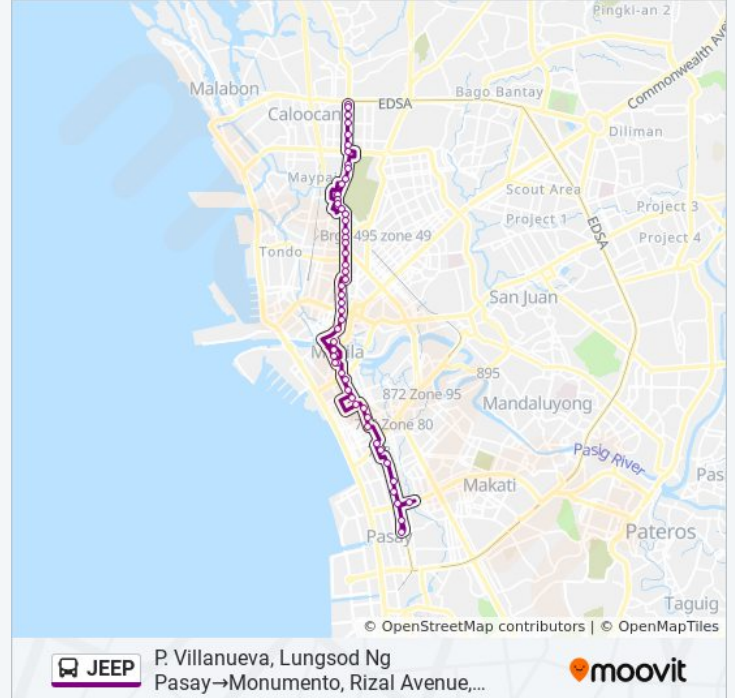 Pingki-an 2
Commonwealth Ave
Malabon
Bago Bantay
EDSA
Caloocan
Diliman
Maypa
Scout Area
Project 3
Project 1
EDSA
Brg 495 zone 49
Project 4
Tondo
San Juan
Manila
895
872 Zone 95
Mandaluyong
Zone 80
Pasig River
Pas
Makati
Pasay
Pateros
Taguig
© OpenStreetMap contributors | © OpenMapTiles
JEEP
P. Villanueva, Lungsod Ng
Pasay→Monumento, Rizal Avenue,...
moovit